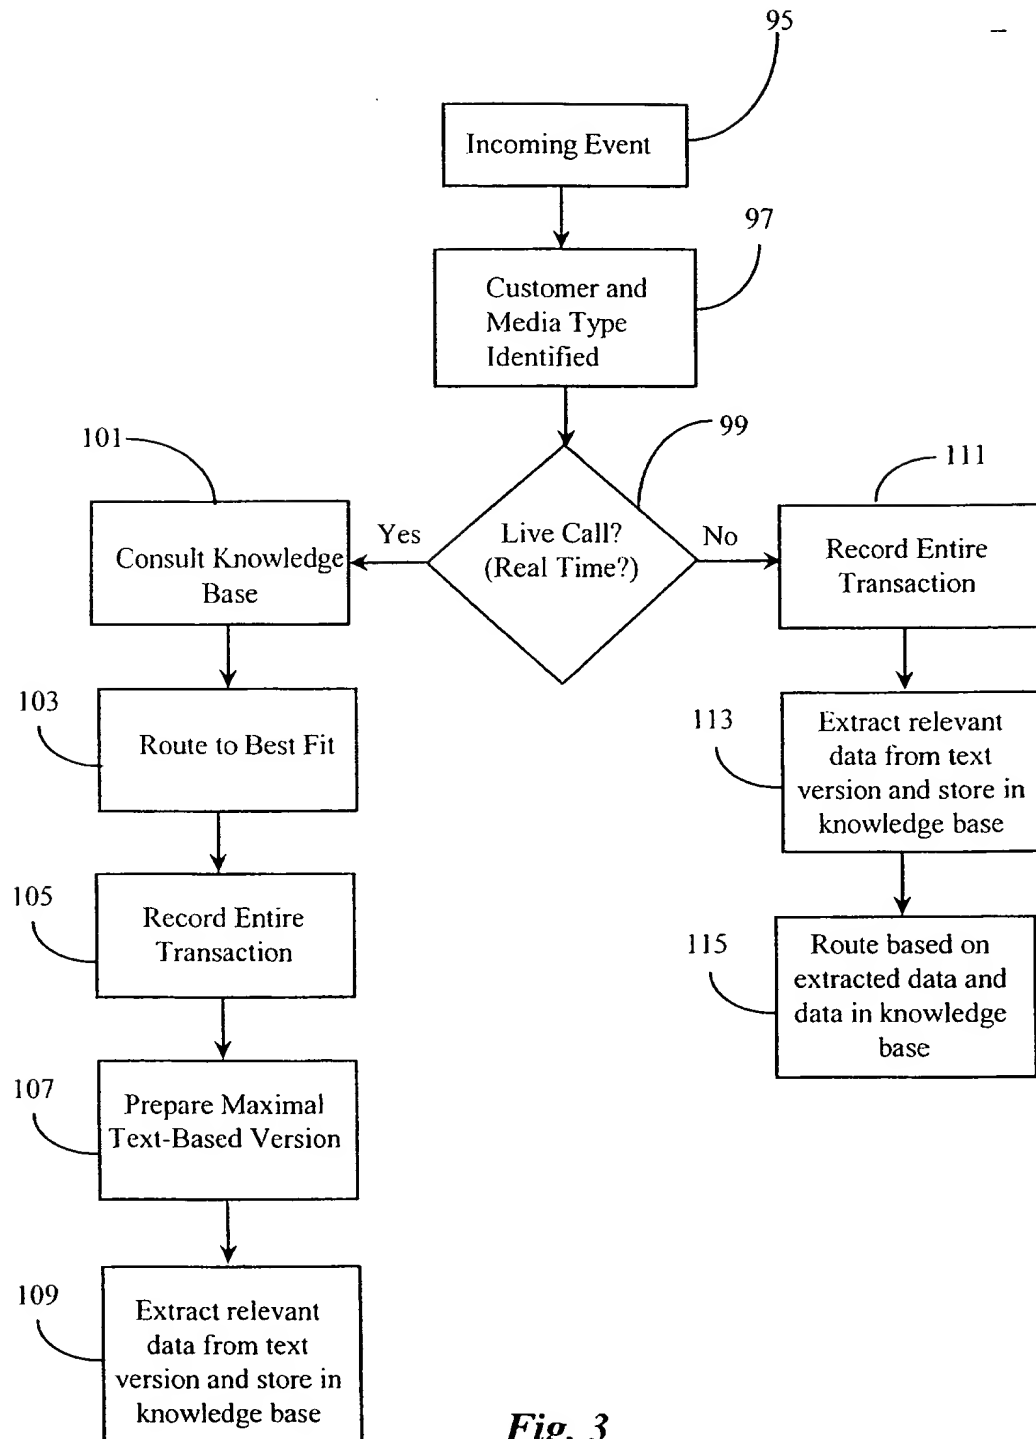 95
Incoming Event
97
Customer and
Media Type
Identified
99
Live Call?
(Real Time?)
Yes
No
101
Consult Knowledge
Base
103
Route to Best Fit
105
Record Entire
Transaction
107
Prepare Maximal
Text-Based Version
109
Extract relevant
data from text
version and store in
knowledge base
111
Record Entire
Transaction
113
Extract relevant
data from text
version and store in
knowledge base
115
Route based on
extracted data and
data in knowledge
base
Fig. 3